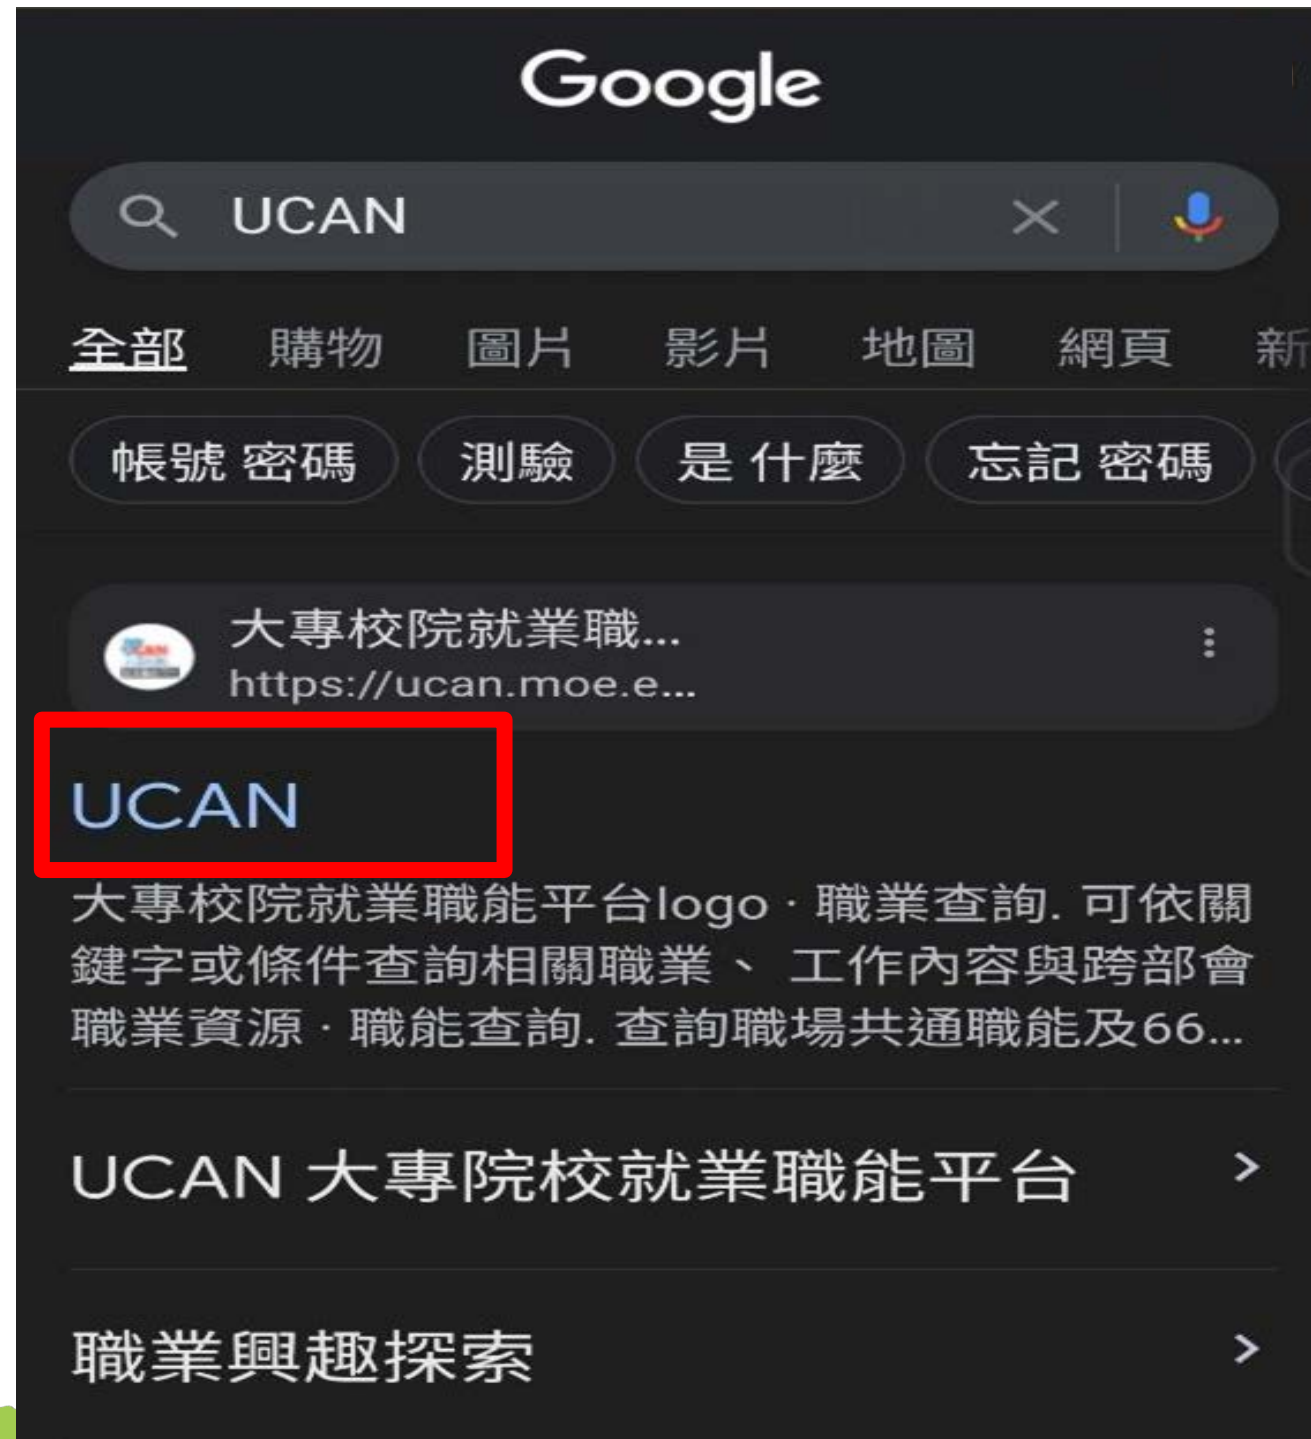 Google
UCAN
全部 購物 圖片 影片 地圖 網頁 新
帳號 密碼 測驗 是 什麼 忘記 密碼
大專校院就業職...
https://ucan.moe.e...
UCAN
大專校院就業職能平台logo · 職業查詢. 可依關
鍵字或條件查詢相關職業、 工作內容與跨部會
職業資源 · 職能查詢. 查詢職場共通職能及66...
UCAN 大專院校就業職能平台
職業興趣探索